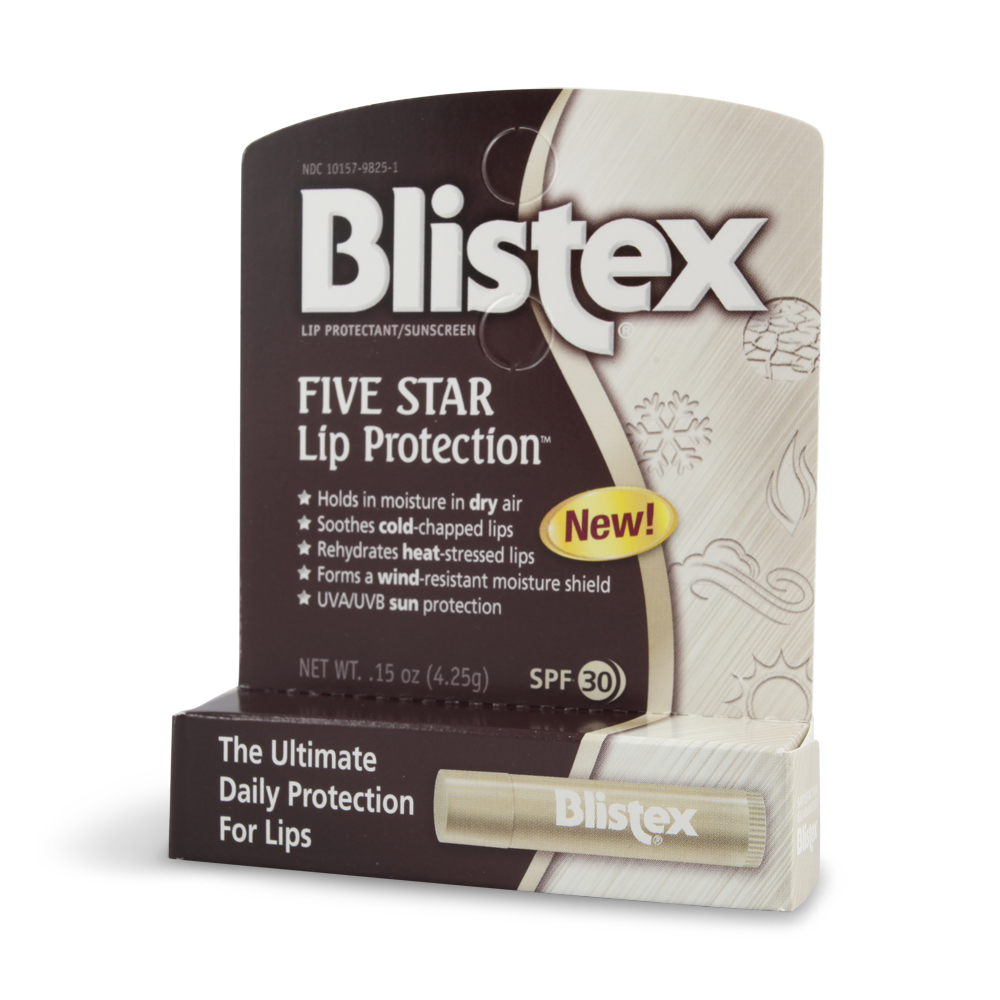 NDC 10157-9825-1
Blistex®
LIP PROTECTANT/SUNSCREEN
FIVE STAR
Lip Protection™
★ Holds in moisture in dry air
★ Soothes cold-chapped lips
★ Rehydrates heat-stressed lips
★ Forms a wind-resistant moisture shield
★ UVA/UVB sun protection
New!
NET WT. .15 oz (4.25g)
SPF 30
The Ultimate
Daily Protection
For Lips
Blistex®